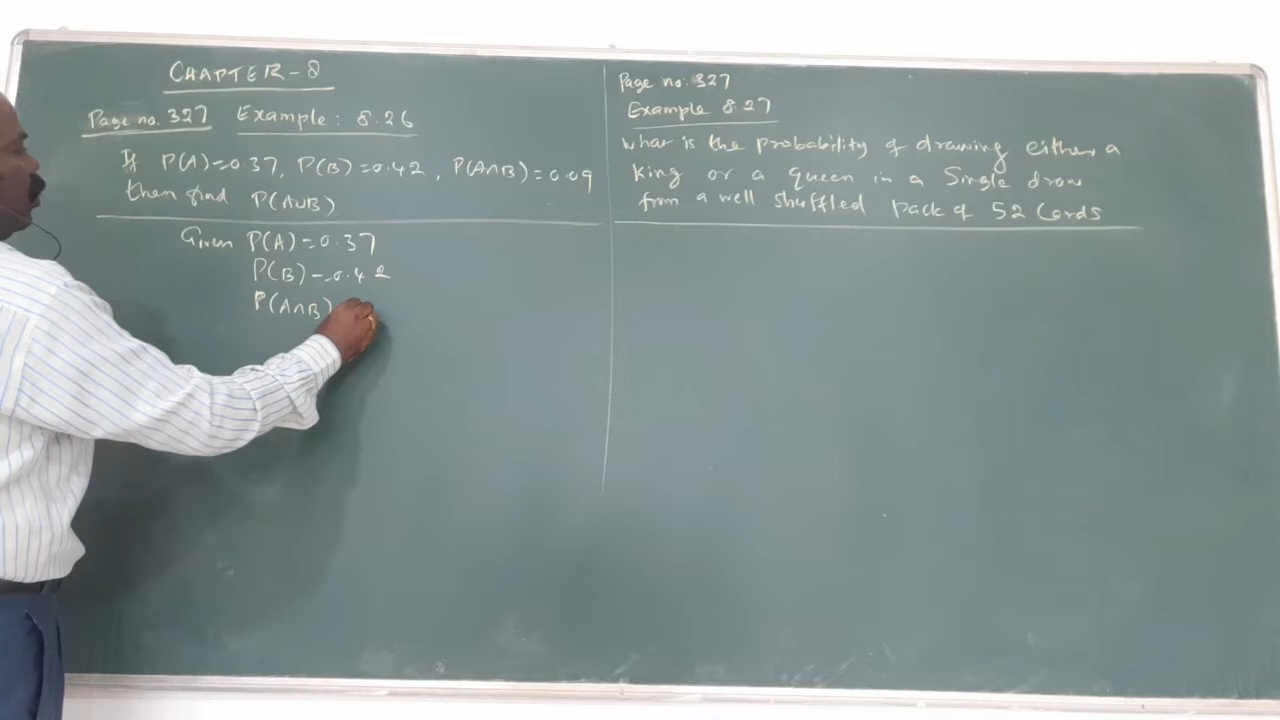 CHAPTER-8
Page no. 327 Example: 8.26
If P(A)=0.37, P(B)=0.42, P(A∩B)=0.09
then find P(A∪B)
Given P(A)=0.37
P(B)=0.42
P(A∩B)
Page no: 327
Example 8.27
What is the probability of drawing either a
king or a queen in a Single draw
from a well shuffled pack of 52 Cards